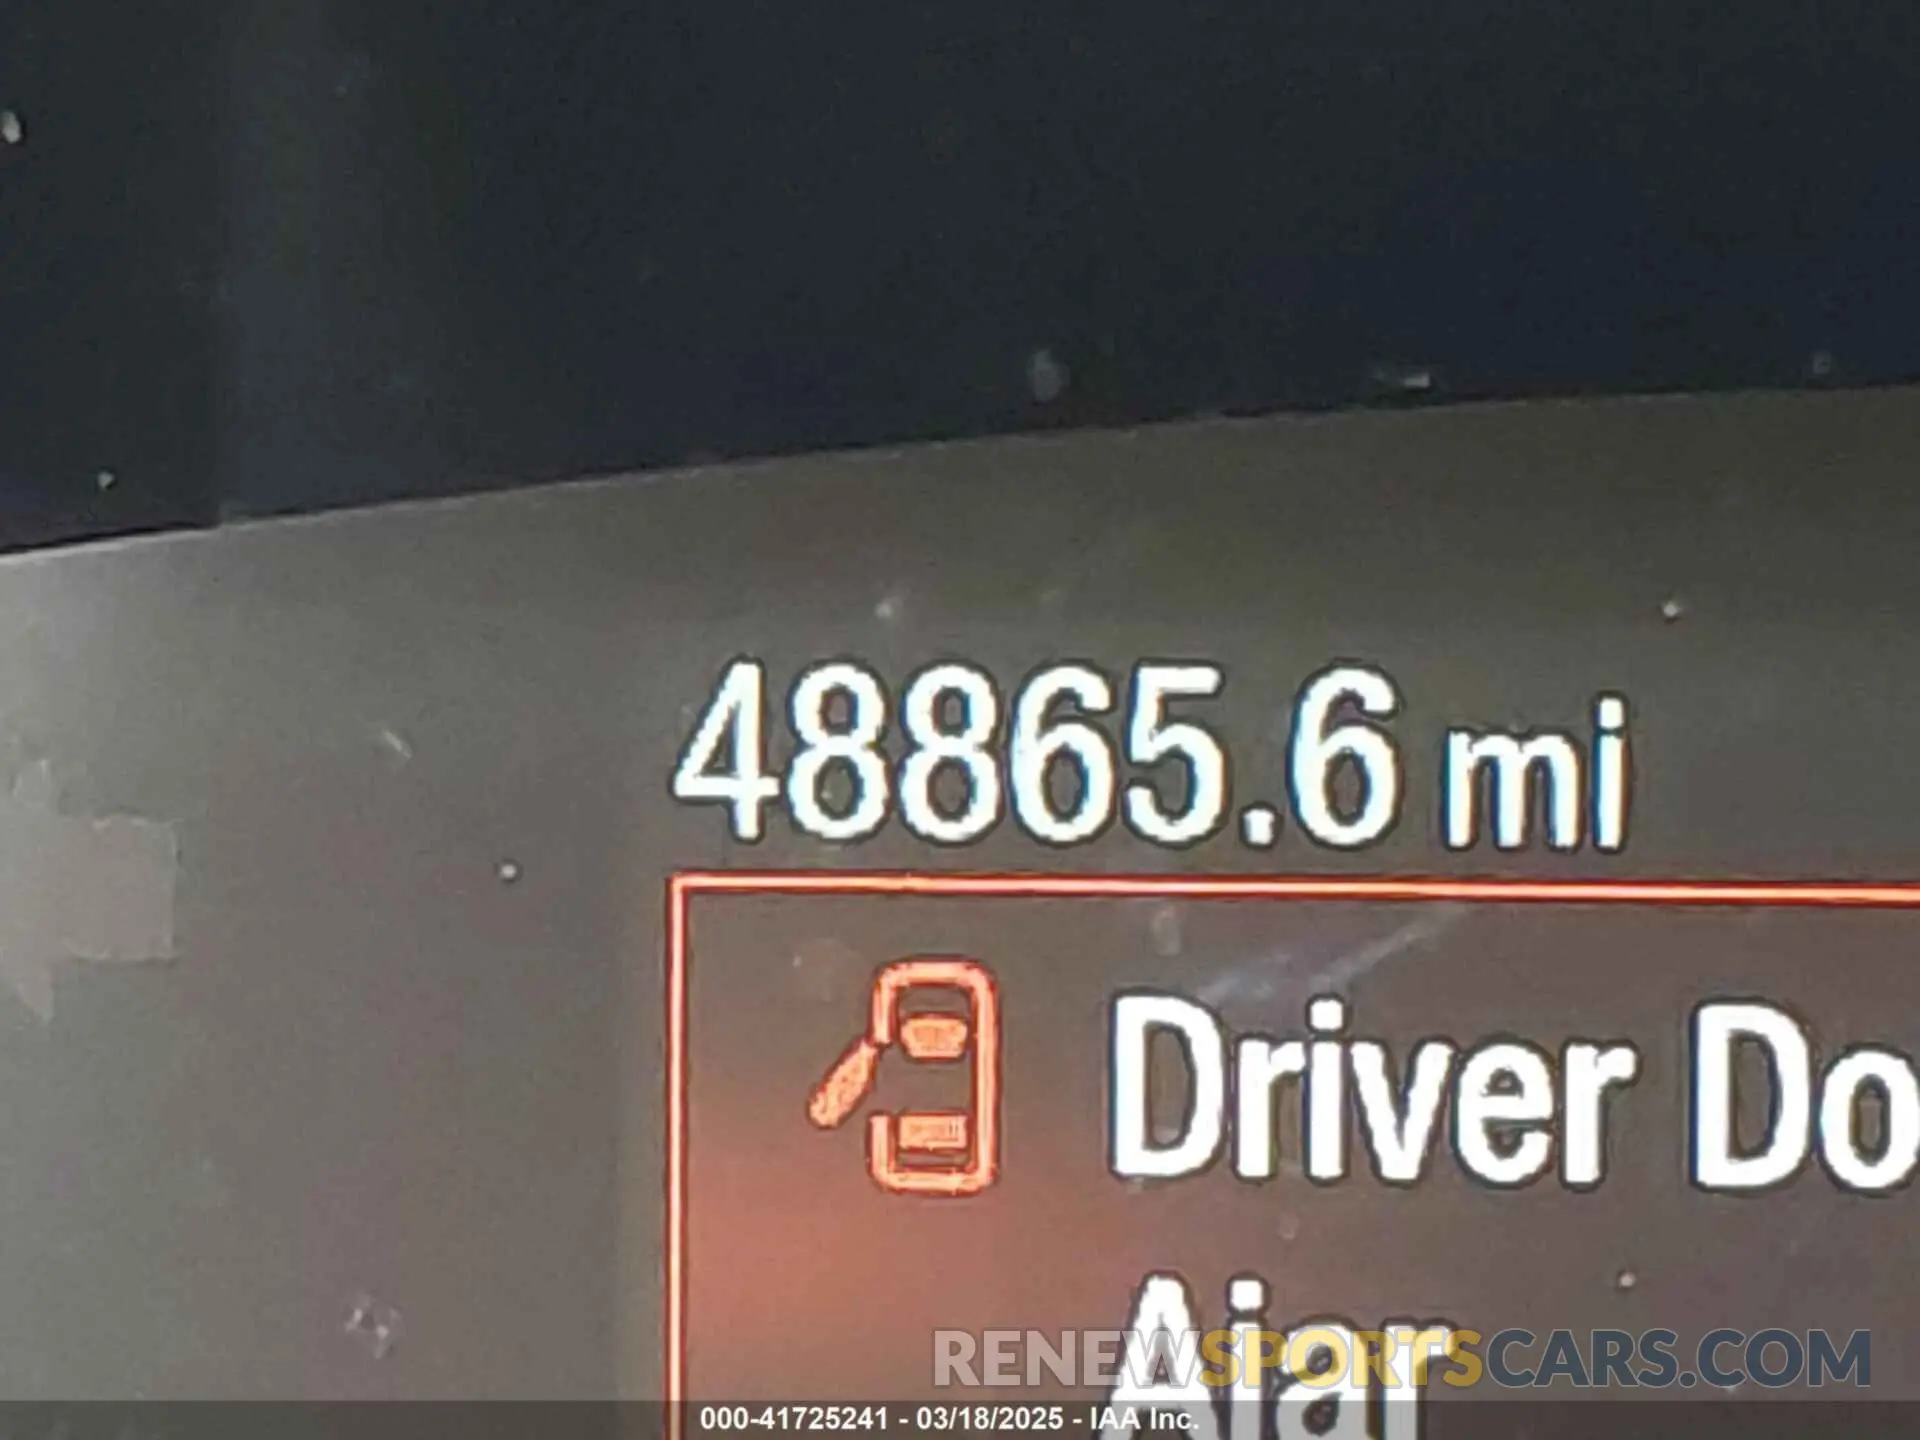 48865.6 mi
Driver Do
Ajar
RENEWSPORTSCARS.COM
000-41725241 - 03/18/2025 - IAA Inc.